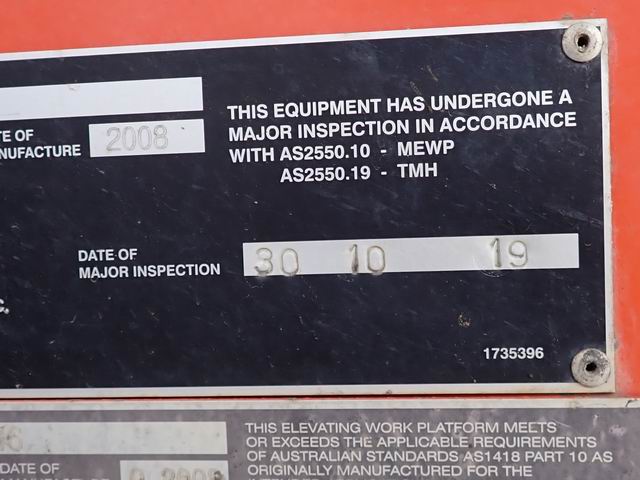 TE OF
NUFACTURE 2008
THIS EQUIPMENT HAS UNDERGONE A
MAJOR INSPECTION IN ACCORDANCE
WITH AS2550.10 - MEWP
AS2550.19 - TMH
DATE OF
MAJOR INSPECTION 30 10 19
C.
1735396
6
DATE OF
THIS ELEVATING WORK PLATFORM MEETS
OR EXCEEDS THE APPLICABLE REQUIREMENTS
OF AUSTRALIAN STANDARDS AS1418 PART 10 AS
ORIGINALLY MANUFACTURED FOR THE